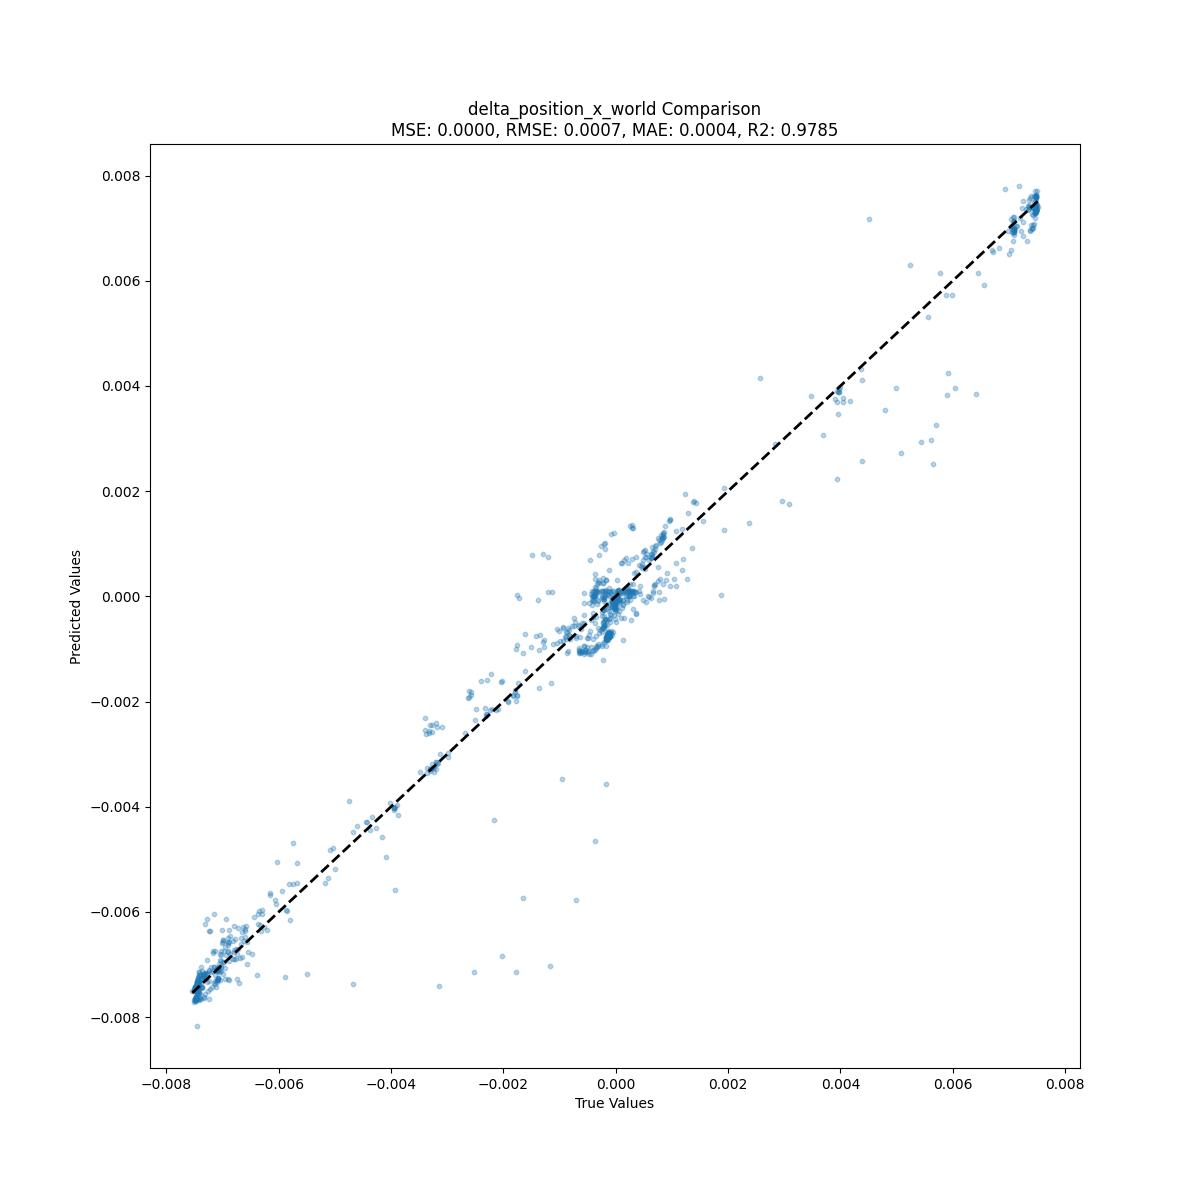 delta_position_x_world Comparison
MSE: 0.0000, RMSE: 0.0007, MAE: 0.0004, R2: 0.9785
Predicted Values
0.008
0.006
0.004
0.002
0.000
−0.002
−0.004
−0.006
−0.008
−0.008 −0.006 −0.004 −0.002 0.000 0.002 0.004 0.006 0.008
True Values